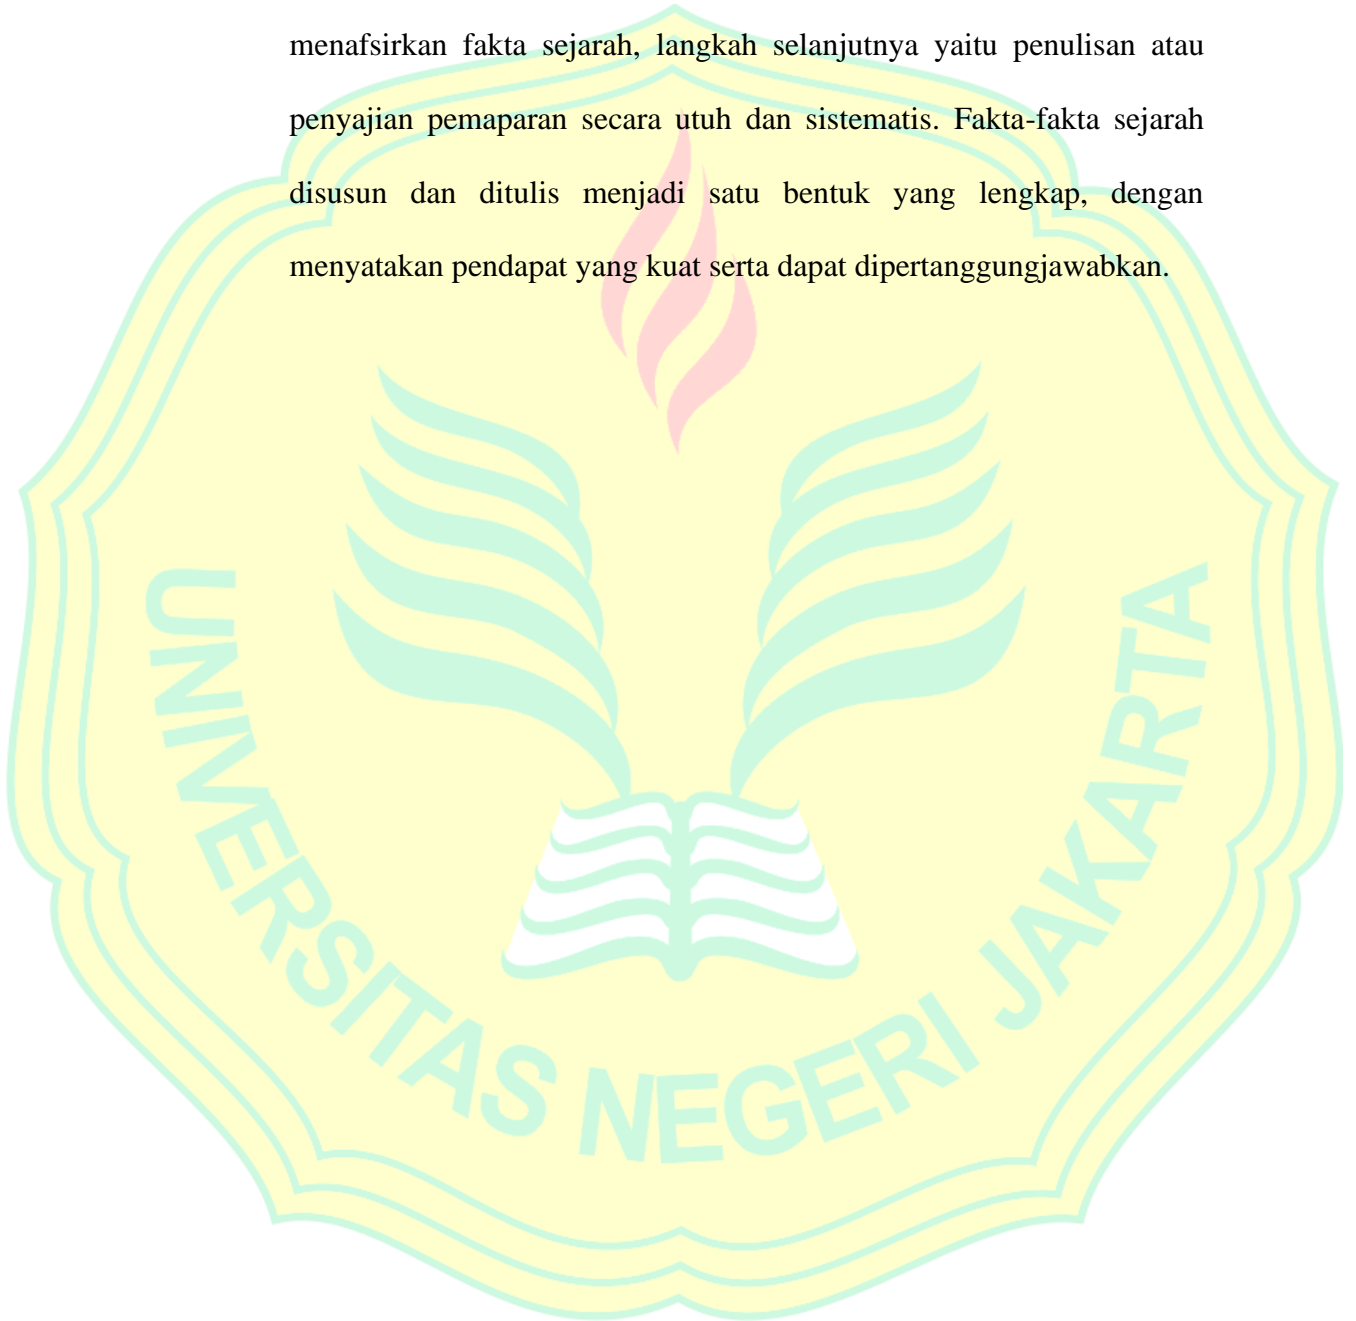 menafsirkan fakta sejarah, langkah selanjutnya yaitu penulisan atau
penyajian pemaparan secara utuh dan sistematis. Fakta-fakta sejarah
disusun dan ditulis menjadi satu bentuk yang lengkap, dengan
menyatakan pendapat yang kuat serta dapat dipertanggungjawabkan.
UNIVERSITAS NEGERI JAKARTA